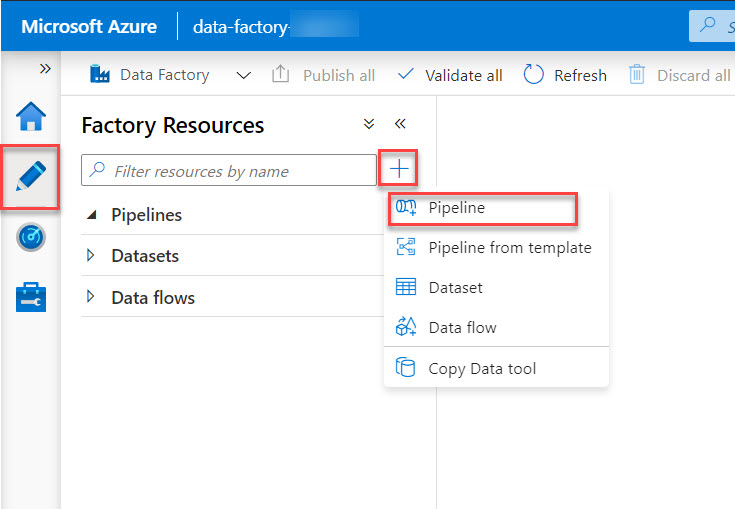 Microsoft Azure data-factory-
Data Factory Publish all Validate all Refresh Discard all
Factory Resources
Filter resources by name
Pipelines
Datasets
Data flows
Pipeline
Pipeline from template
Dataset
Data flow
Copy Data tool